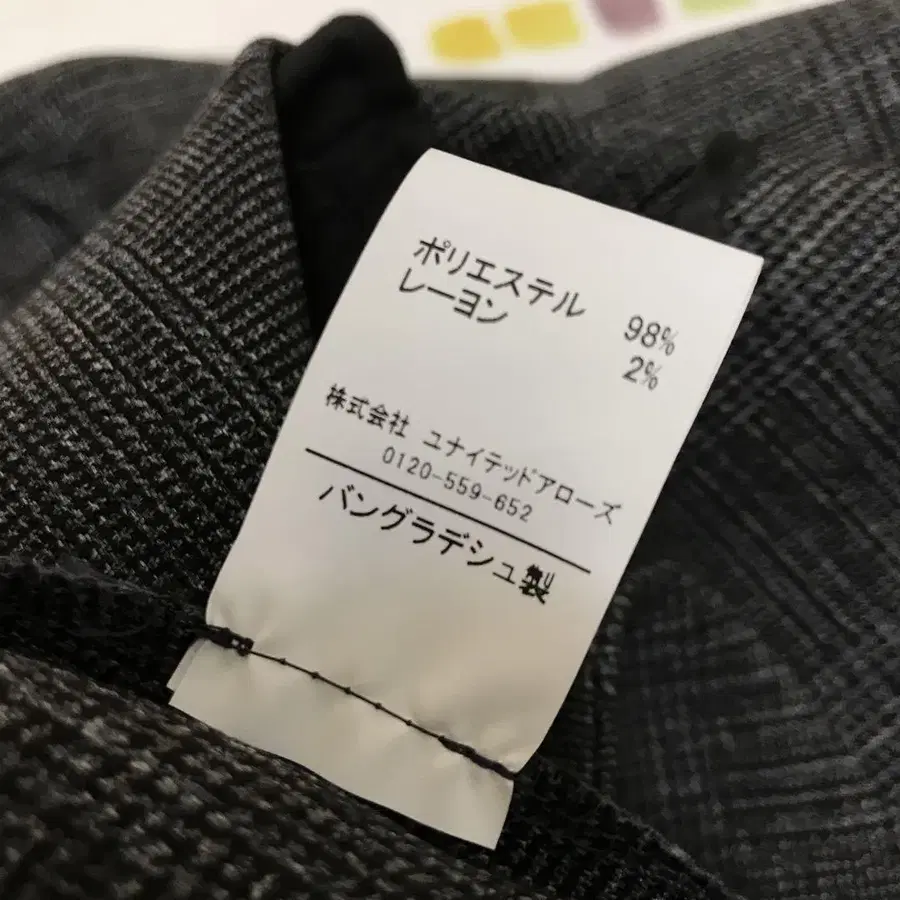 ポリエステル 98%
レーヨン 2%
株式会社 ユナイテッドアローズ
0120-559-652
バングラデシュ製